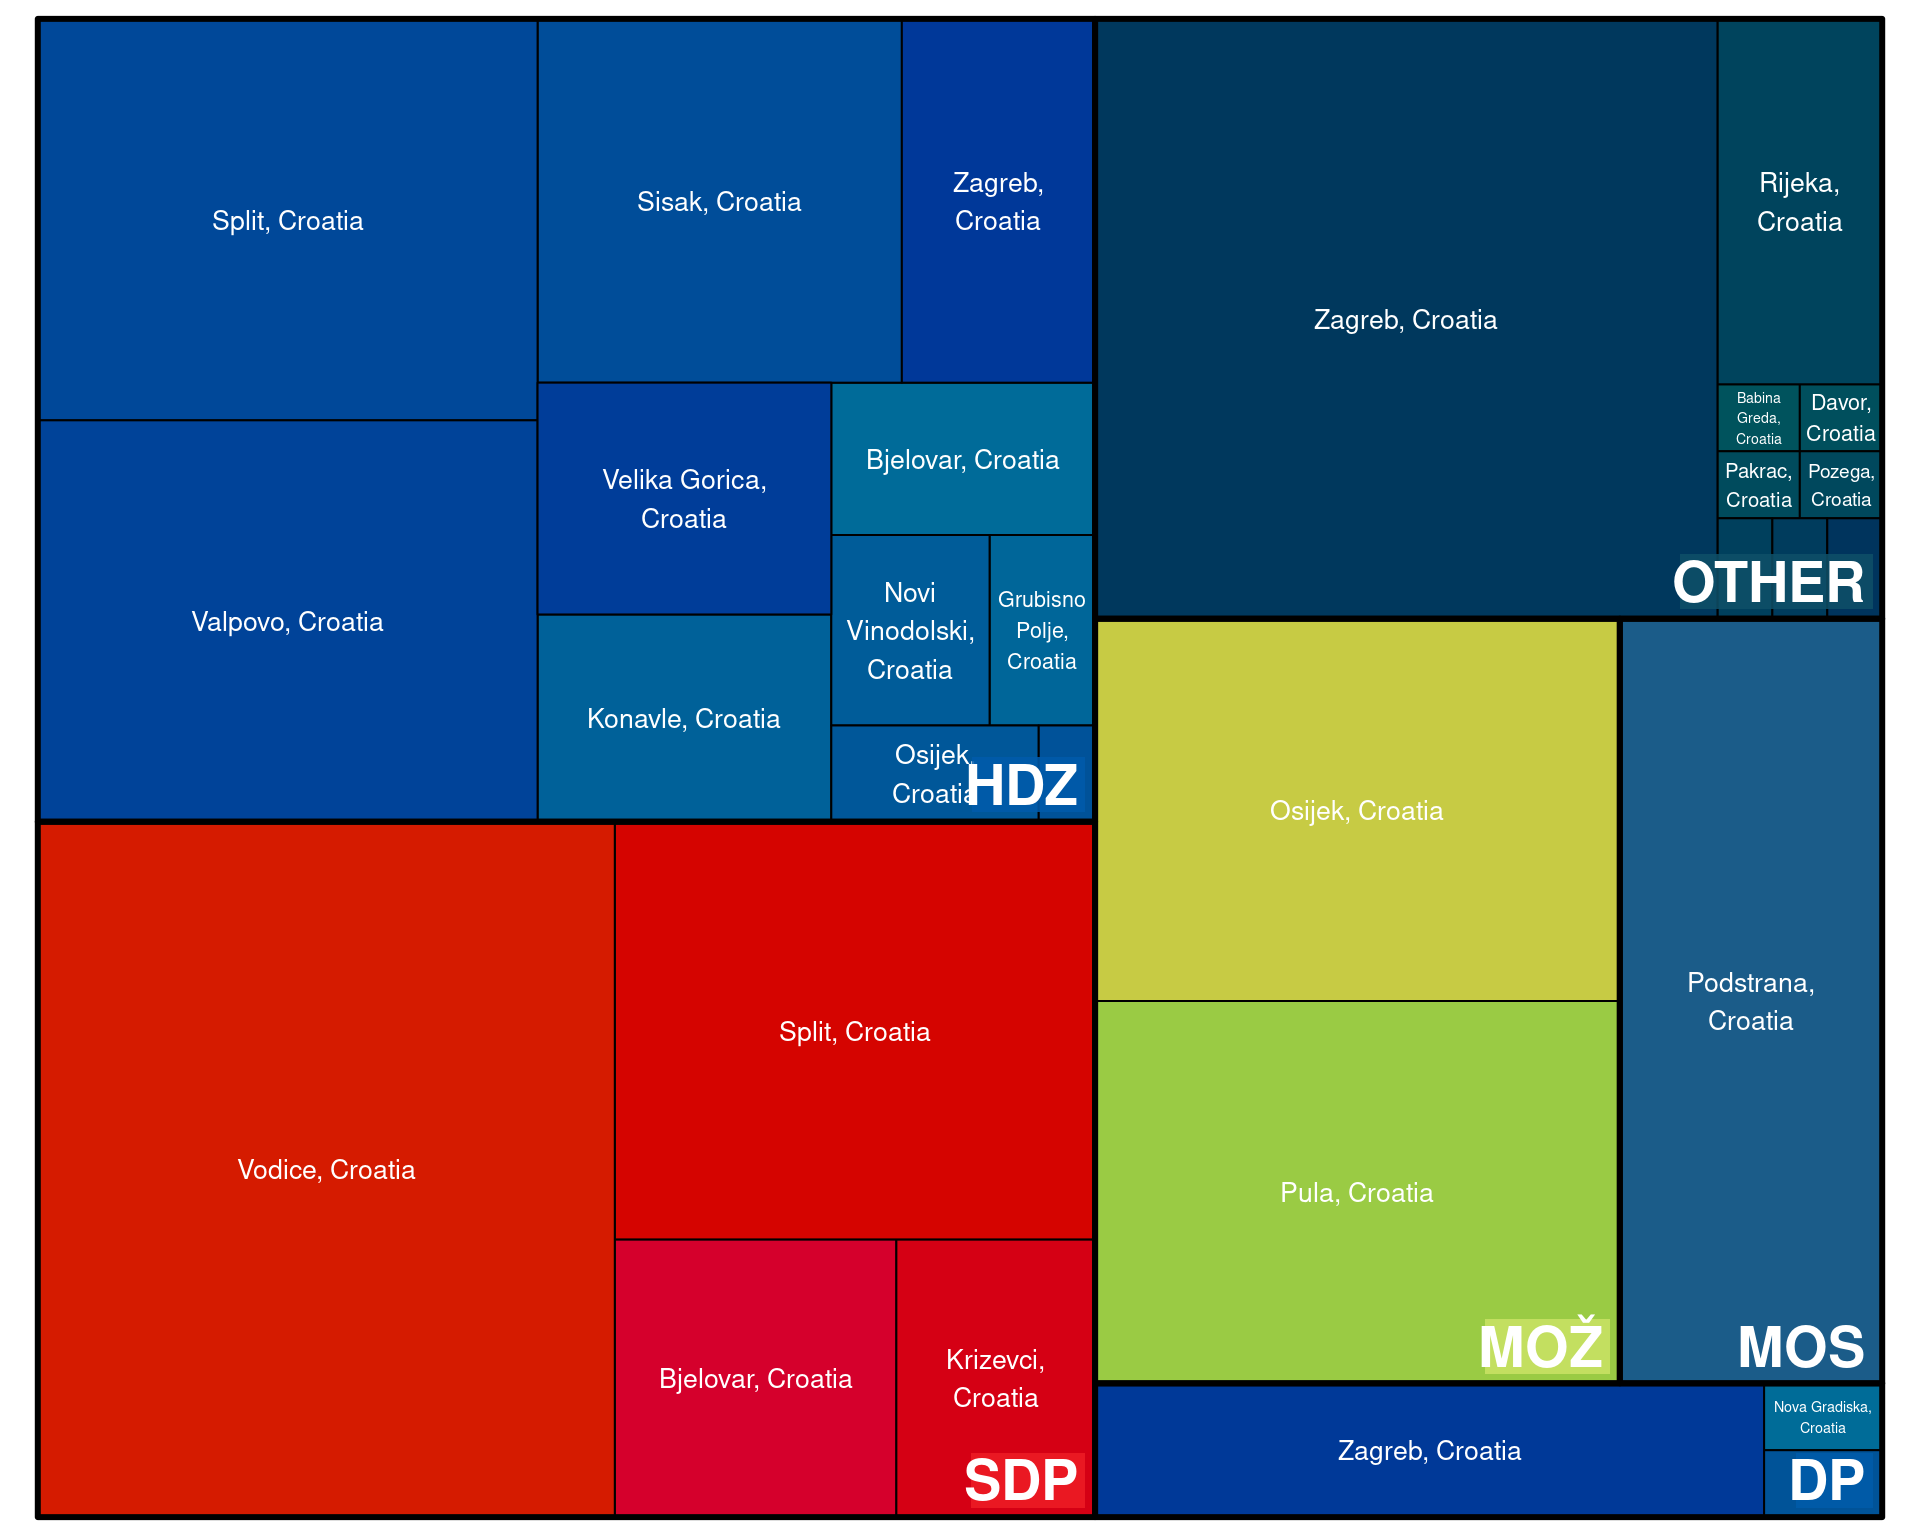 Split, Croatia
Sisak, Croatia
Zagreb,
Croatia
Valpovo, Croatia
Velika Gorica,
Croatia
Bjelovar, Croatia
Novi
Vinodolski,
Croatia
Grubisno
Polje,
Croatia
Konavle, Croatia
Osijek,
Croatia
HDZ
Vodice, Croatia
Split, Croatia
Bjelovar, Croatia
Krizevci,
Croatia
SDP
Zagreb, Croatia
Rijeka,
Croatia
Babina
Greda,
Croatia
Davor,
Croatia
Pakrac,
Croatia
Pozega,
Croatia
OTHER
Osijek, Croatia
Pula, Croatia
MOŽ
Podstrana,
Croatia
MOS
Zagreb, Croatia
Nova Gradiska,
Croatia
DP